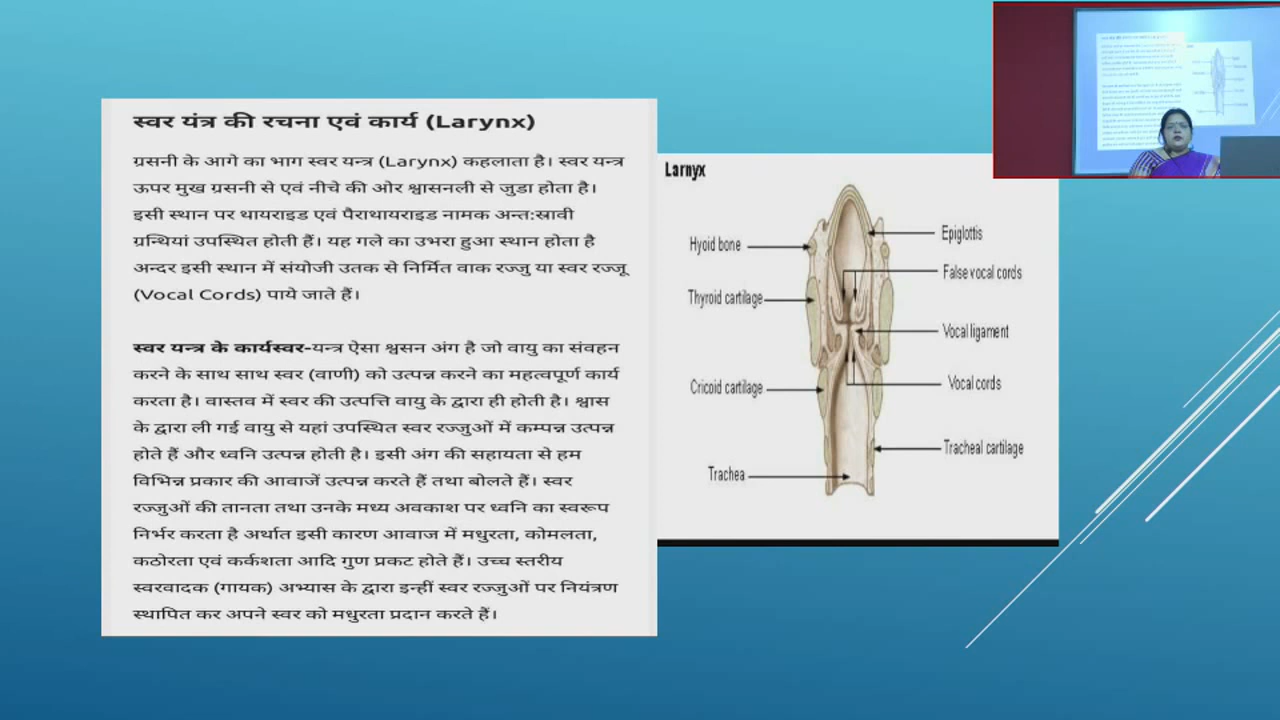 स्वर यंत्र की रचना एवं कार्य (Larynx)
ग्रसनी के आगे का भाग स्वर यन्त्र (Larynx) कहलाता है। स्वर यन्त्र
ऊपर मुख ग्रसनी से एवं नीचे की ओर श्वासनली से जुडा होता है।
इसी स्थान पर थायराइड एवं पैराथायराइड नामक अन्त:स्रावी
ग्रन्थियां उपस्थित होती हैं। यह गले का उभरा हुआ स्थान होता है
अन्दर इसी स्थान में संयोजी उतक से निर्मित वाक रज्जु या स्वर रज्जू
(Vocal Cords) पाये जाते हैं।
स्वर यन्त्र के कार्यस्वर-यन्त्र ऐसा श्वसन अंग है जो वायु का संवहन
करने के साथ साथ स्वर (वाणी) को उत्पन्न करने का महत्वपूर्ण कार्य
करता है। वास्तव में स्वर की उत्पत्ति वायु के द्वारा ही होती है। श्वास
के द्वारा ली गई वायु से यहां उपस्थित स्वर रज्जुओं में कम्पन्न उत्पन्न
होते हैं और ध्वनि उत्पन्न होती है। इसी अंग की सहायता से हम
विभिन्न प्रकार की आवाजें उत्पन्न करते हैं तथा बोलते हैं। स्वर
रज्जुओं की तानता तथा उनके मध्य अवकाश पर ध्वनि का स्वरूप
निर्भर करता है अर्थात इसी कारण आवाज में मधुरता, कोमलता,
कठोरता एवं कर्कशता आदि गुण प्रकट होते हैं। उच्च स्तरीय
स्वरवादक (गायक) अभ्यास के द्वारा इन्हीं स्वर रज्जुओं पर नियंत्रण
स्थापित कर अपने स्वर को मधुरता प्रदान करते हैं।
Larnyx
Hyoid bone
Thyroid cartilage
Cricoid cartilage
Trachea
Epiglottis
False vocal cords
Vocal ligament
Vocal cords
Tracheal cartilage